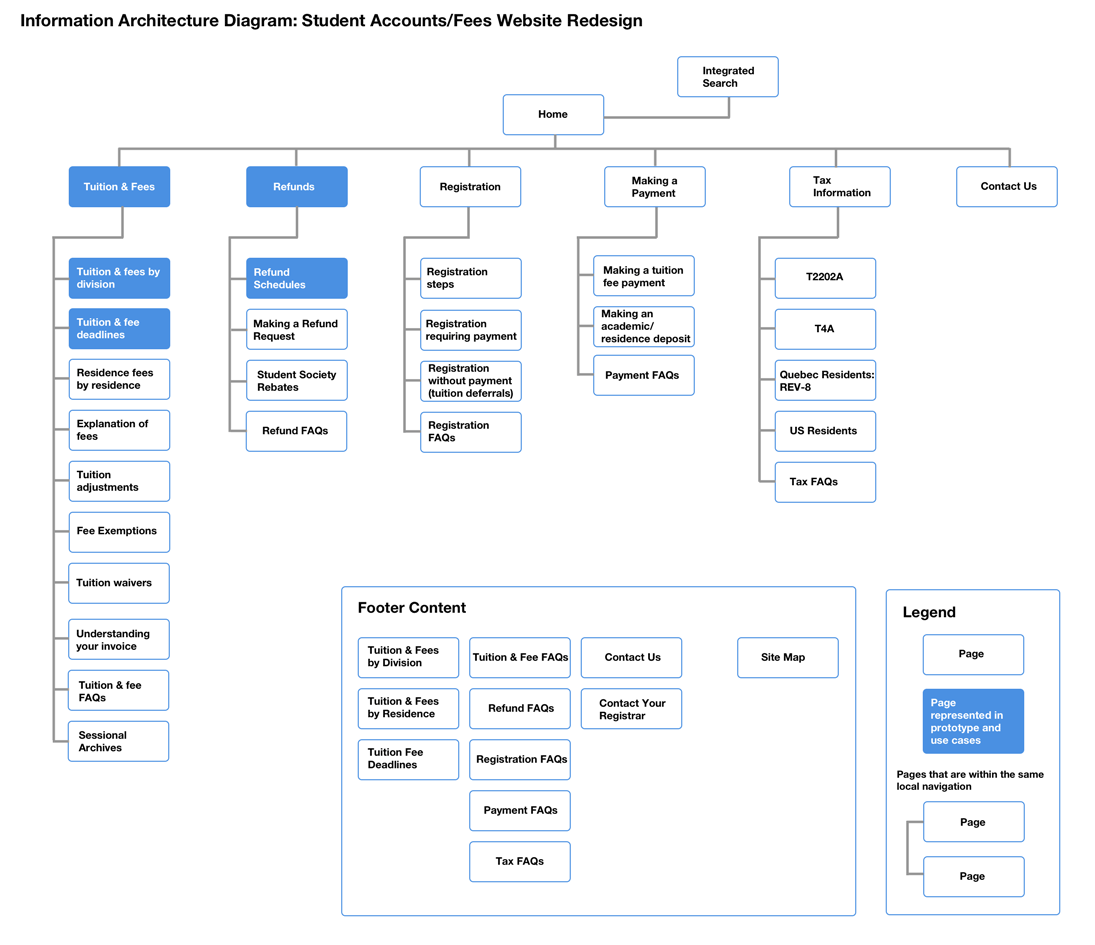 Information Architecture Diagram: Student Accounts/Fees Website Redesign
Integrated
Search
Home
Tuition & Fees
Refunds
Registration
Making a
Payment
Tax
Information
Contact Us
Tuition & fees by
division
Tuition & fee
deadlines
Residence fees
by residence
Explanation of
fees
Tuition
adjustments
Fee Exemptions
Tuition waivers
Understanding
your invoice
Tuition & fee
FAQs
Sessional
Archives
Refund
Schedules
Making a Refund
Request
Student Society
Rebates
Refund FAQs
Registration
steps
Registration
requiring payment
Registration
without payment
(tuition deferrals)
Registration
FAQs
Making a tuition
fee payment
Making an
academic/
residence deposit
Payment FAQs
T2202A
T4A
Quebec Residents:
REV-8
US Residents
Tax FAQs
Footer Content
Tuition & Fees
by Division
Tuition & Fees
by Residence
Tuition Fee
Deadlines
Tuition & Fee FAQs
Refund FAQs
Registration FAQs
Payment FAQs
Tax FAQs
Contact Us
Contact Your
Registrar
Site Map
Legend
Page
Page
represented in
prototype and
use cases
Pages that are within the same
local navigation
Page
Page